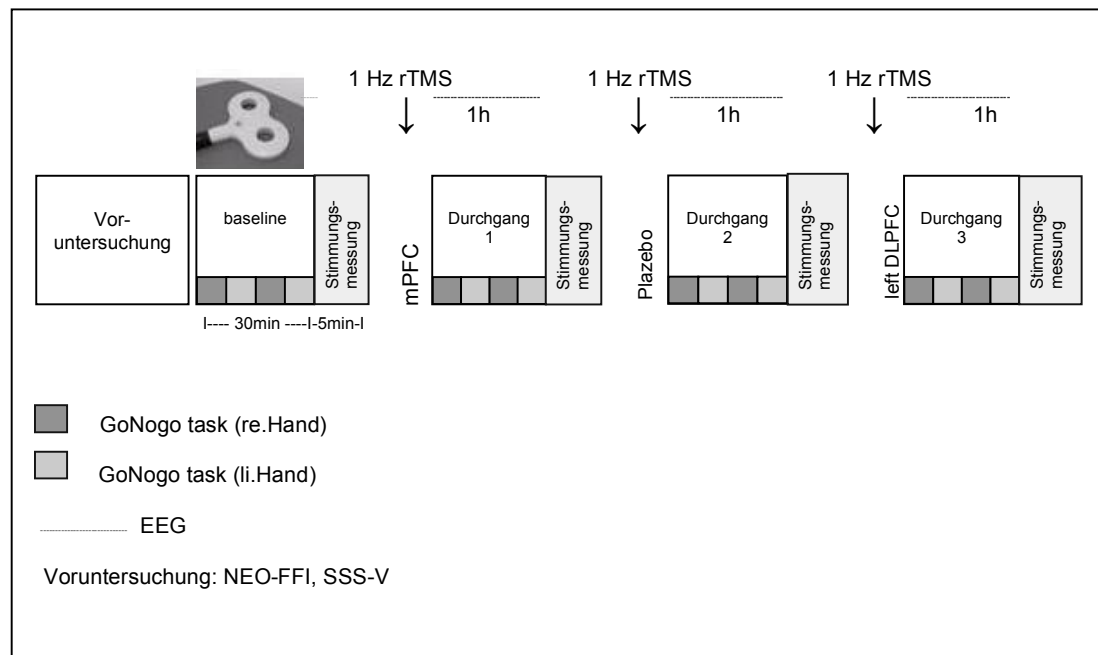 1 Hz rTMS
1 Hz rTMS
1 Hz rTMS
1h
1h
1h
Vor-
untersuchung
baseline
Stimmungs-
messung
mPFC
Durchgang
1
Stimmungs-
messung
Plazebo
Durchgang
2
Stimmungs-
messung
left DLPFC
Durchgang
3
Stimmungs-
messung
I---- 30min ----I-5min-I
GoNogo task (re.Hand)
GoNogo task (li.Hand)
EEG
Voruntersuchung: NEO-FFI, SSS-V